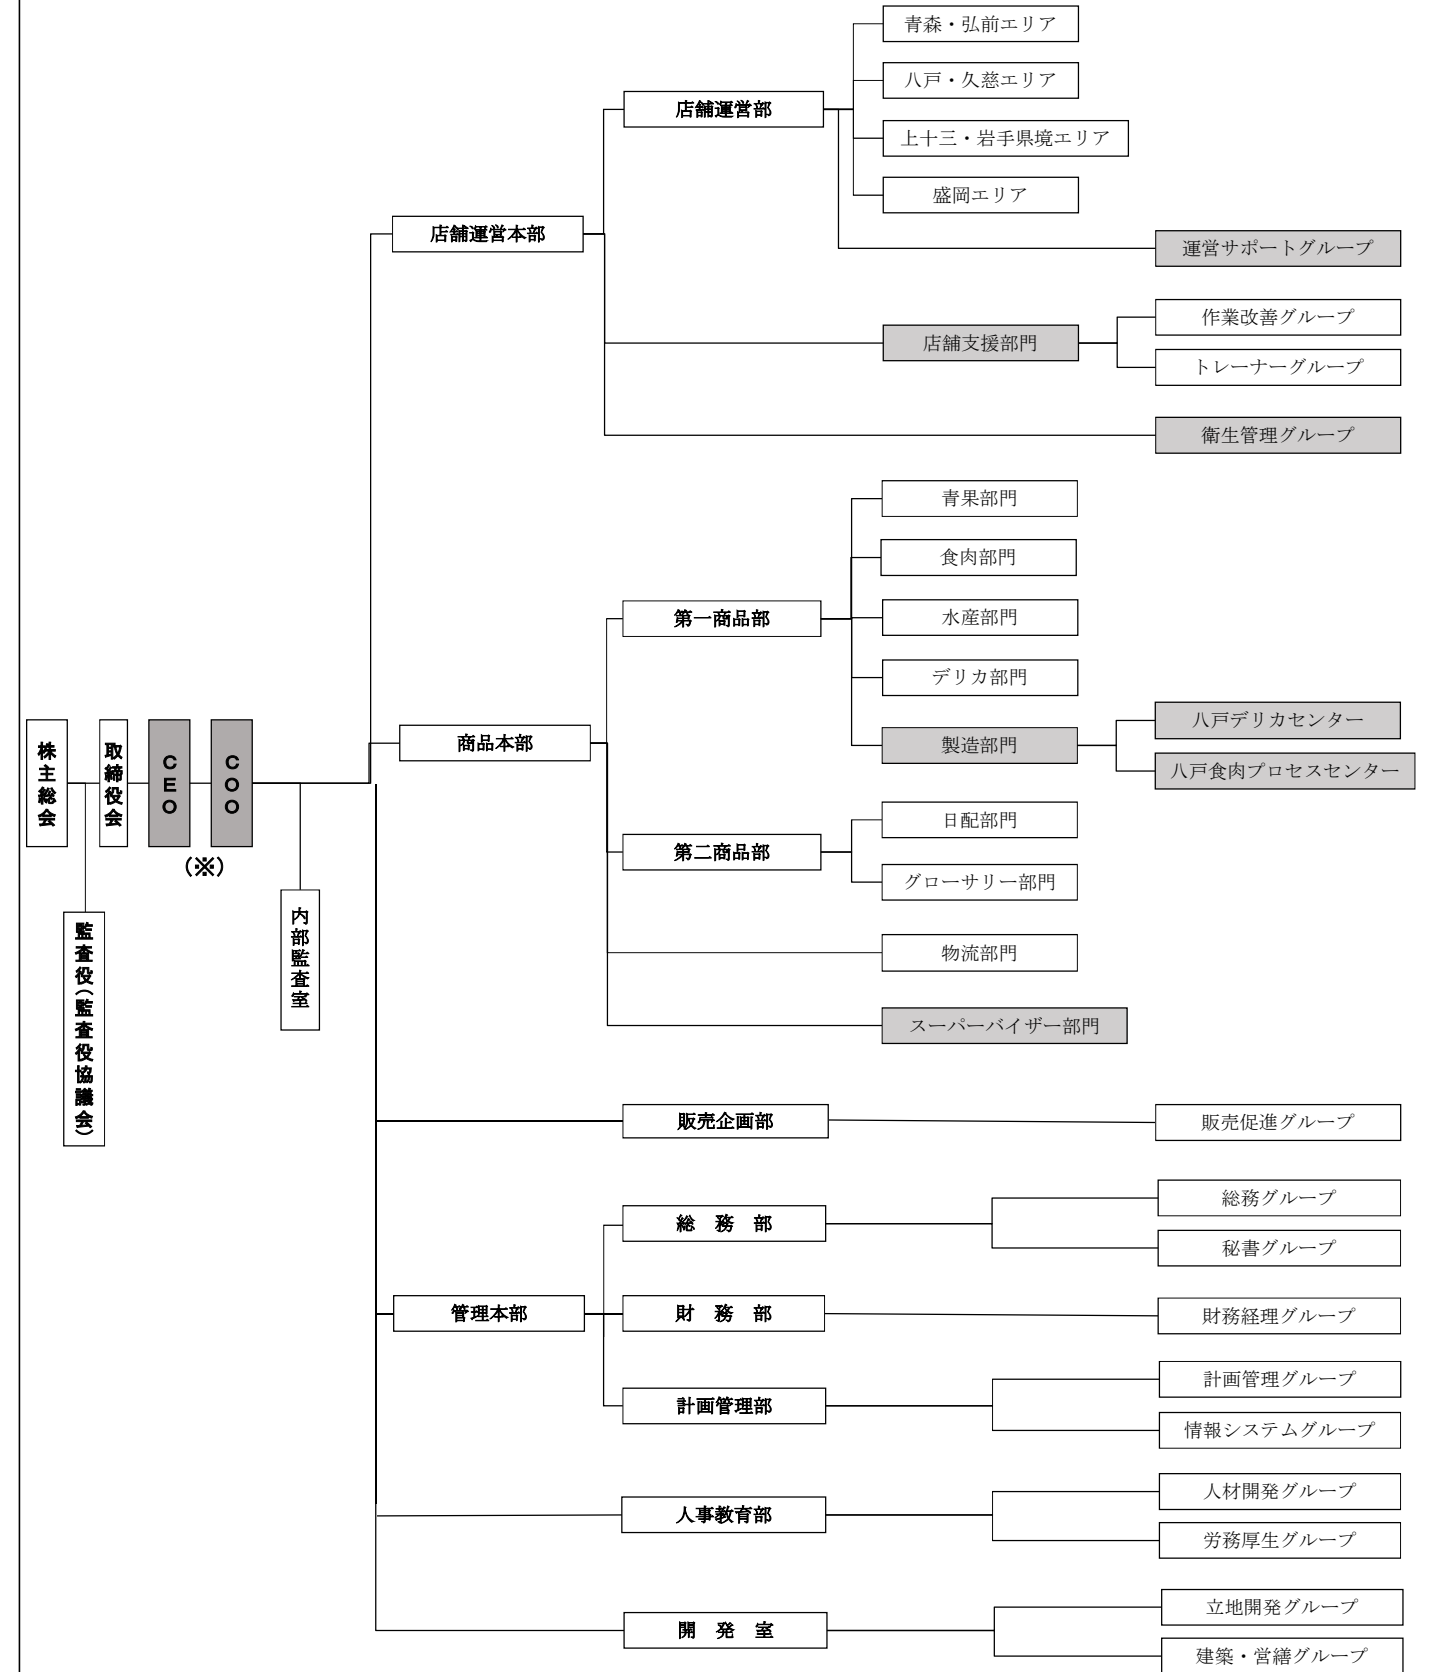 青森・弘前エリア
八戸・久慈エリア
店舗運営部
上十三・岩手県境エリア
盛岡エリア
店舗運営本部
運営サポートグループ
作業改善グループ
店舗支援部門
トレーナーグループ
衛生管理グループ
青果部門
食肉部門
第一商品部
水産部門
デリカ部門
八戸デリカセンター
製造部門
八戸食肉プロセスセンター
商品本部
株主総会
取締役会
CEO
COO
(※)
監査役(監査役協議会)
内部監査室
日配部門
第二商品部
グローサリー部門
物流部門
スーパーバイザー部門
販売企画部
販売促進グループ
総務グループ
総 務 部
秘書グループ
管理本部
財 務 部
財務経理グループ
計画管理グループ
計画管理部
情報システムグループ
人材開発グループ
人事教育部
労務厚生グループ
立地開発グループ
開 発 室
建築・営繕グループ